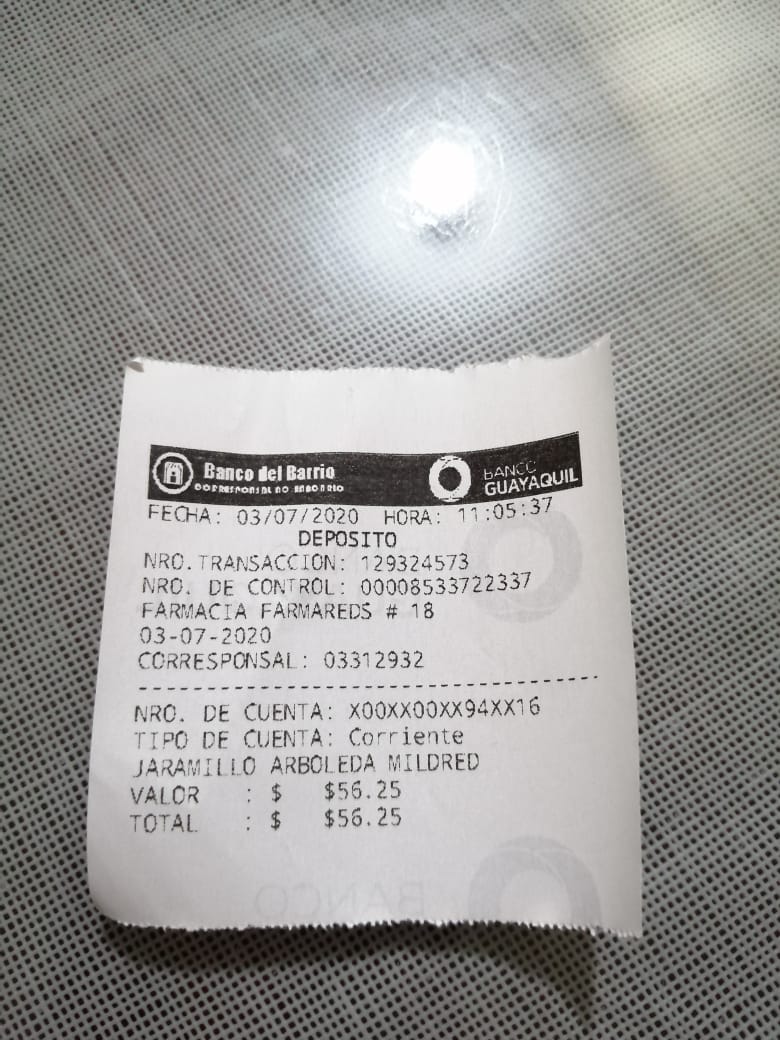 Banco del Barrio
BANCO
GUAYAQUIL
FECHA: 03/07/2020 HORA: 11:05:37
DEPOSITO
NRO.TRANSACCION: 129324573
NRO. DE CONTROL: 00008533722337
FARMACIA FARMAREDS # 18
03-07-2020
CORRESPONSAL: 03312932
NRO. DE CUENTA: X00XX00XX94XX16
TIPO DE CUENTA: Corriente
JARAMILLO ARBOLEDA MILDRED
VALOR : $ $56.25
TOTAL : $ $56.25
BANCO